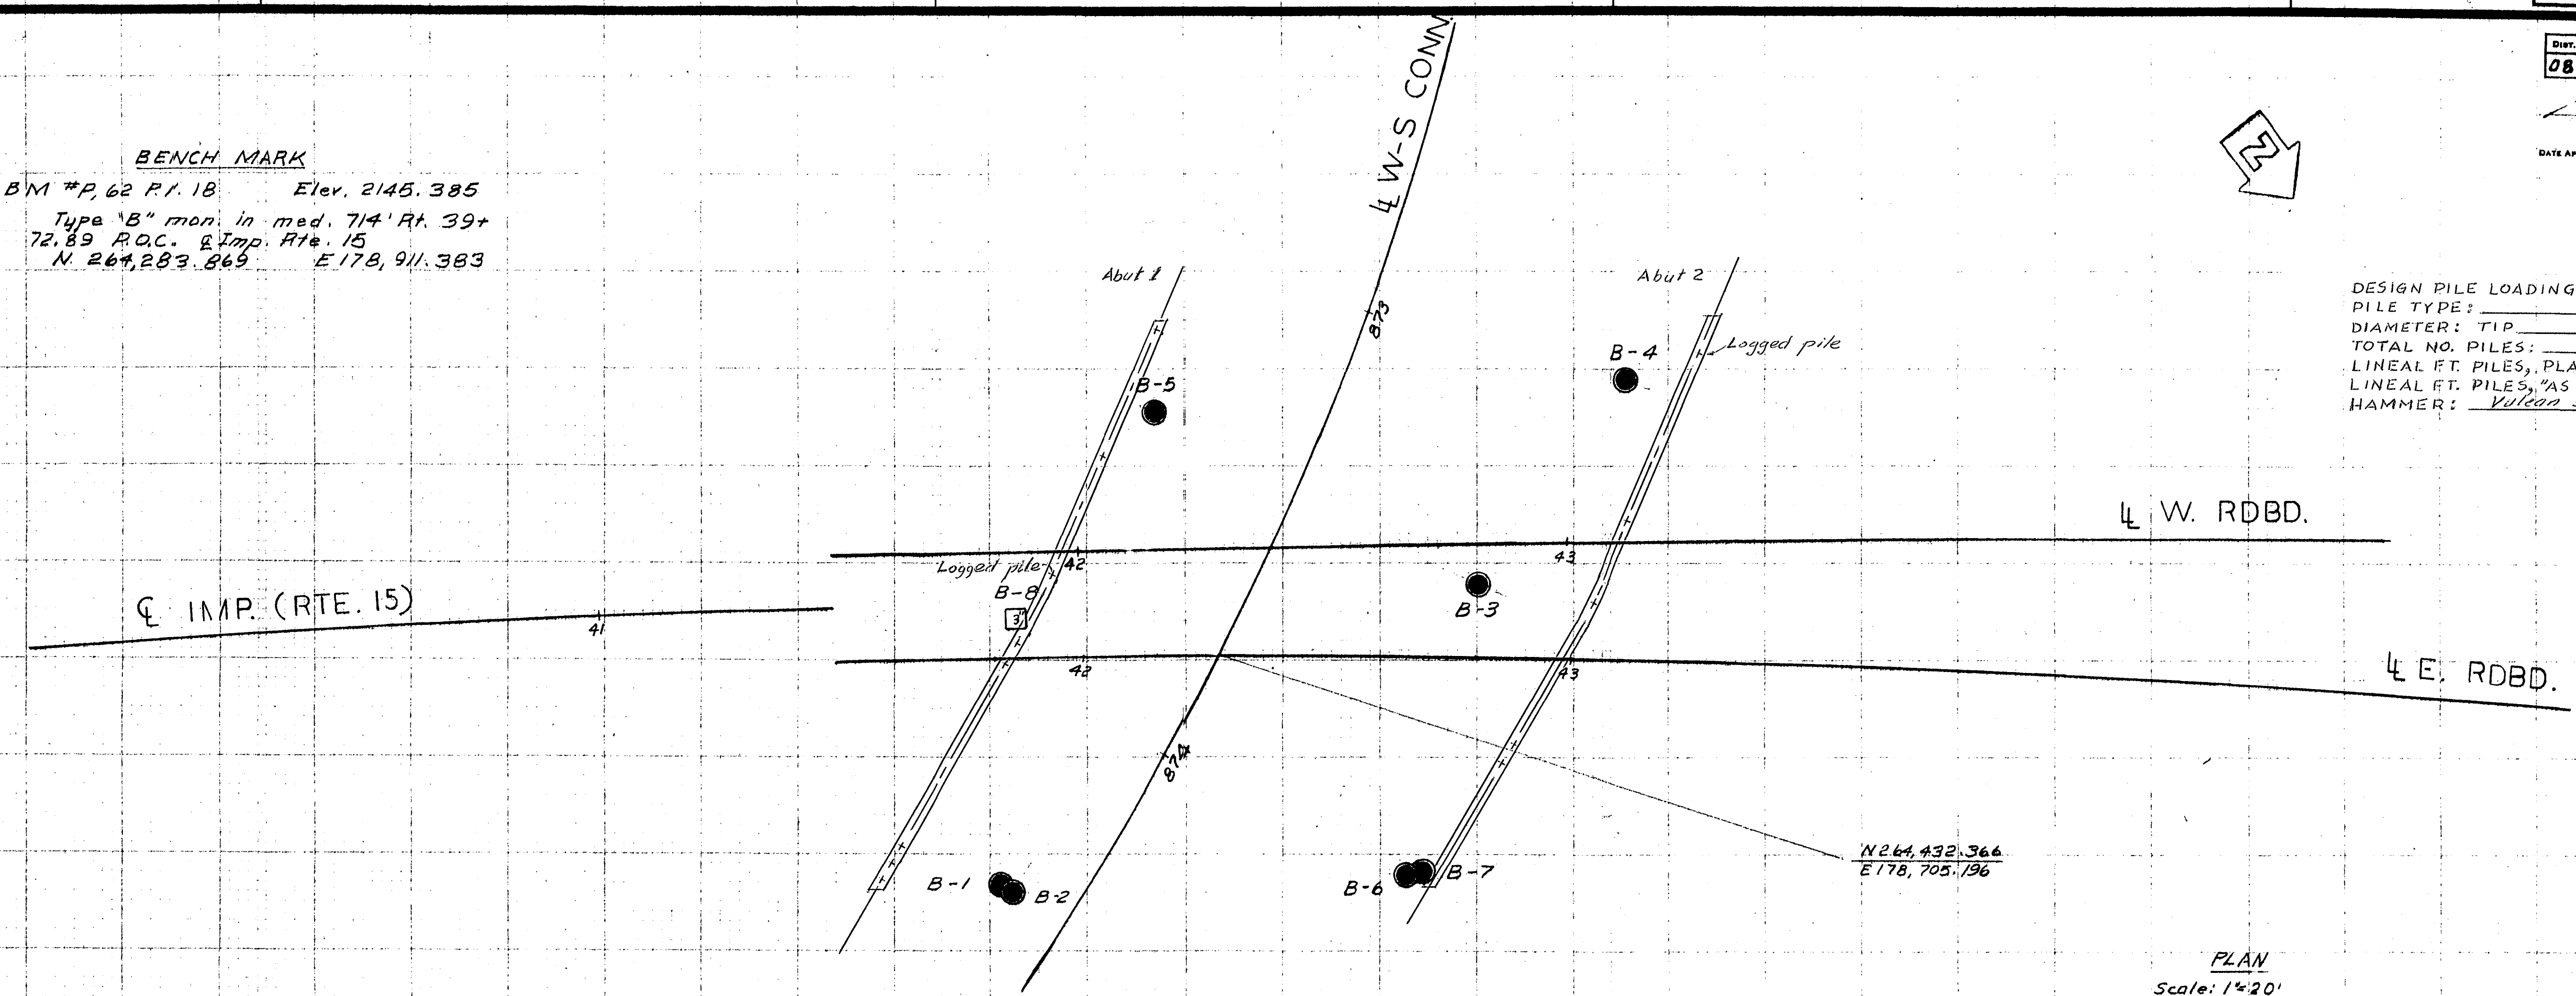 BENCH MARK
BM #P, 62 P.I. 18 Elev. 2145.385
Type "B" mon. in med. 714' Rt. 39+
72.89 P.O.C. ℄ Imp. Rte. 15
N. 264,283.869 E 178,911.383
℄ W-S CONN.
873
874
Z
DIST.
08
DATE AP
Abut 1
Abut 2
Logged pile
B-4
B-5
DESIGN PILE LOADING
PILE TYPE:
DIAMETER: TIP
TOTAL NO. PILES:
LINEAL FT. PILES, PLA
LINEAL FT. PILES, "AS
HAMMER: Vulcan
℄ W. RDBD.
42
43
Logged pile
B-8
3"
B-3
℄ IMP. (RTE. 15)
41
42
43
℄ E. RDBD.
B-1
B-2
B-6
B-7
N 264,432.366
E 178,705.196
PLAN
Scale: 1"=20'